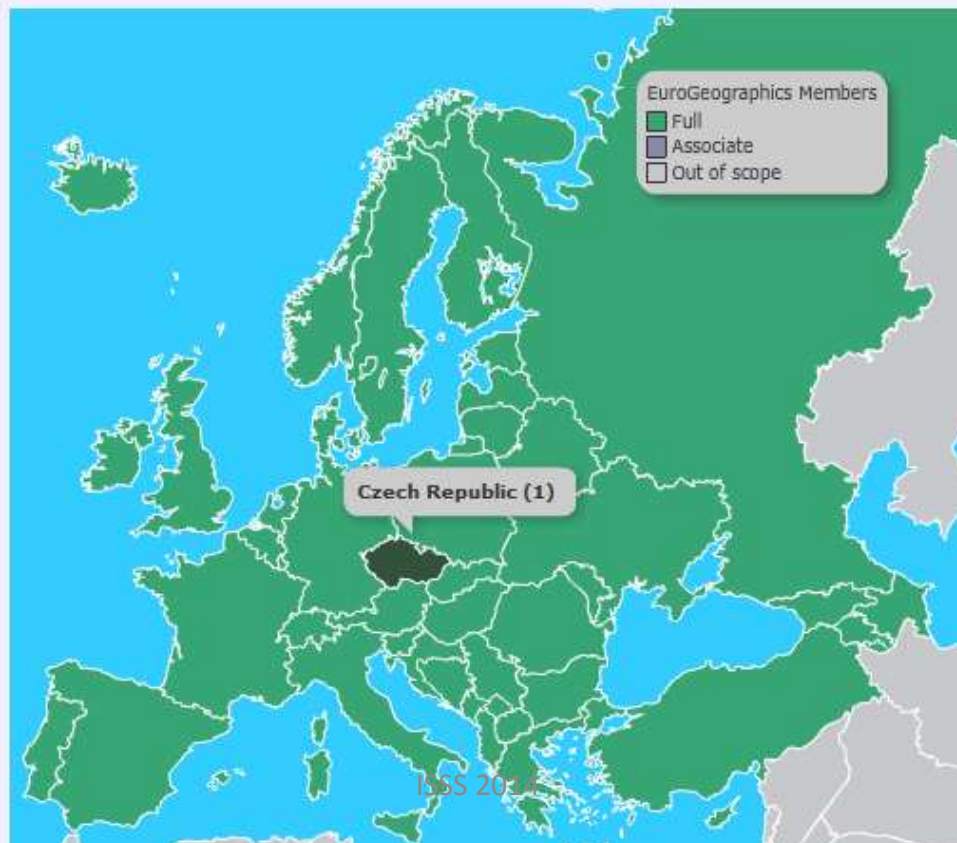 EuroGeographics Members
Full
Associate
Out of scope
Czech Republic (1)
ISSS 2014